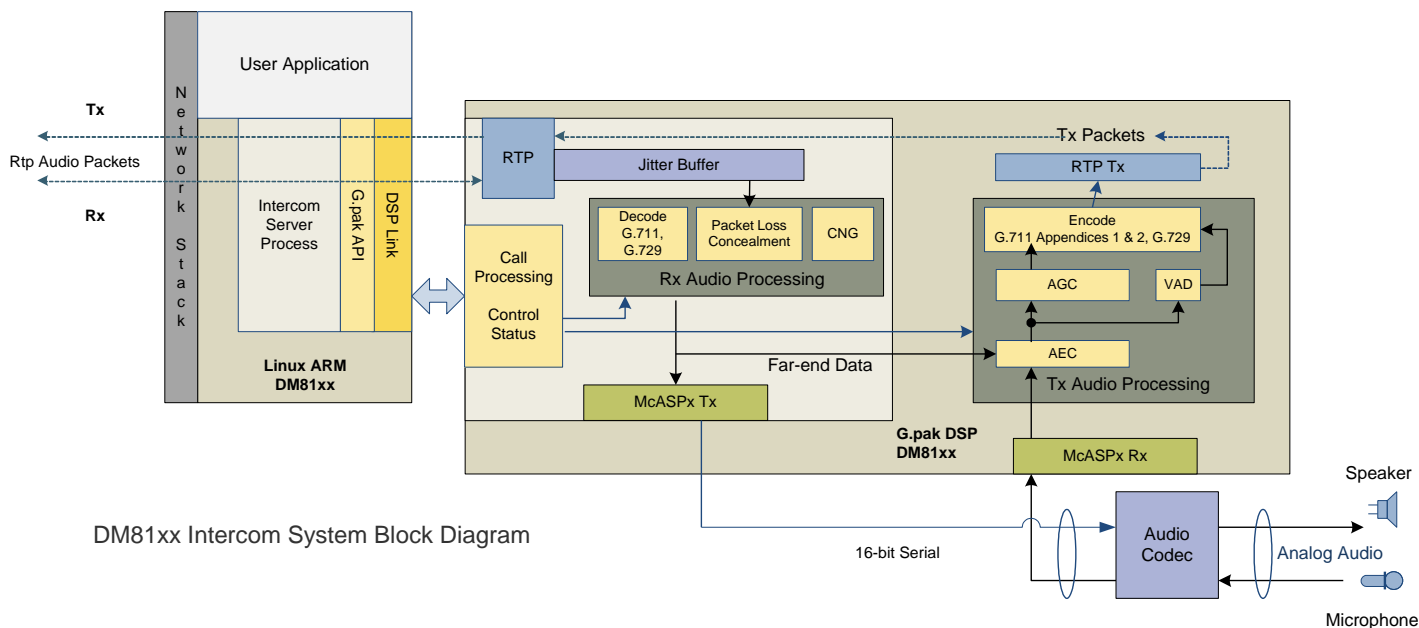 User Application
Network Stack
Tx
Rtp Audio Packets
Rx
Intercom
Server
Process
G.pak API
DSP Link
Linux ARM
DM81xx
RTP
Jitter Buffer
Decode
G.711,
G.729
Packet Loss
Concealment
CNG
Rx Audio Processing
Call
Processing
Control
Status
Far-end Data
McASPx Tx
Tx Packets
RTP Tx
Encode
G.711 Appendices 1 & 2, G.729
AGC
VAD
AEC
Tx Audio Processing
G.pak DSP
DM81xx
McASPx Rx
Speaker
Audio
Codec
16-bit Serial
Analog Audio
Microphone
DM81xx Intercom System Block Diagram